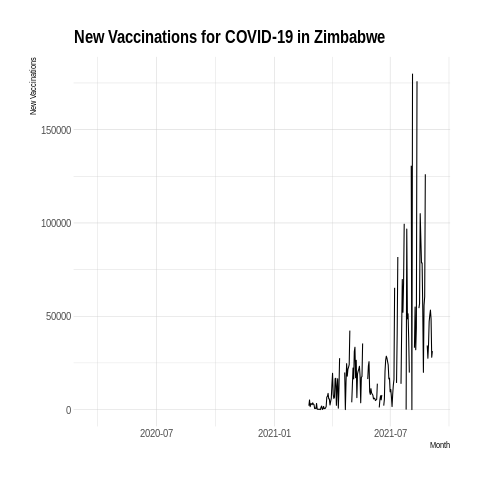 New Vaccinations for COVID-19 in Zimbabwe
New Vaccinations
150000
100000
50000
0
2020-07
2021-01
2021-07
Month